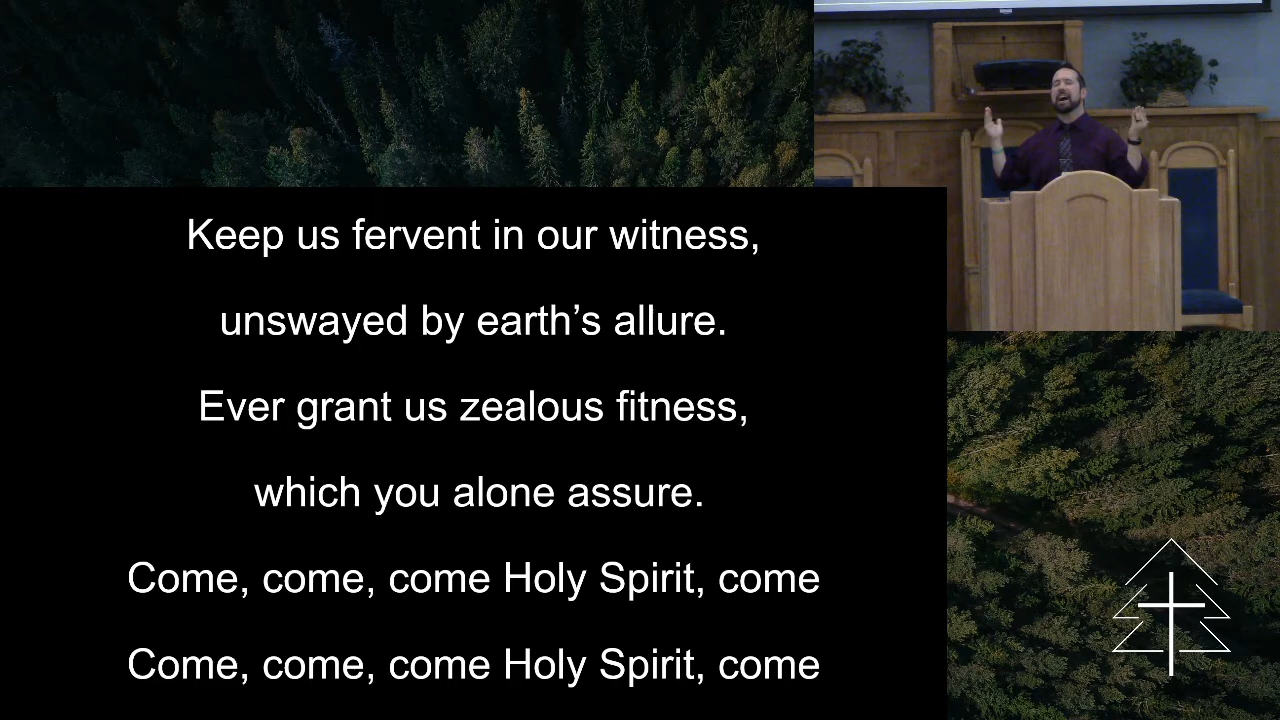 Keep us fervent in our witness,
unswayed by earth’s allure.
Ever grant us zealous fitness,
which you alone assure.
Come, come, come Holy Spirit, come
Come, come, come Holy Spirit, come